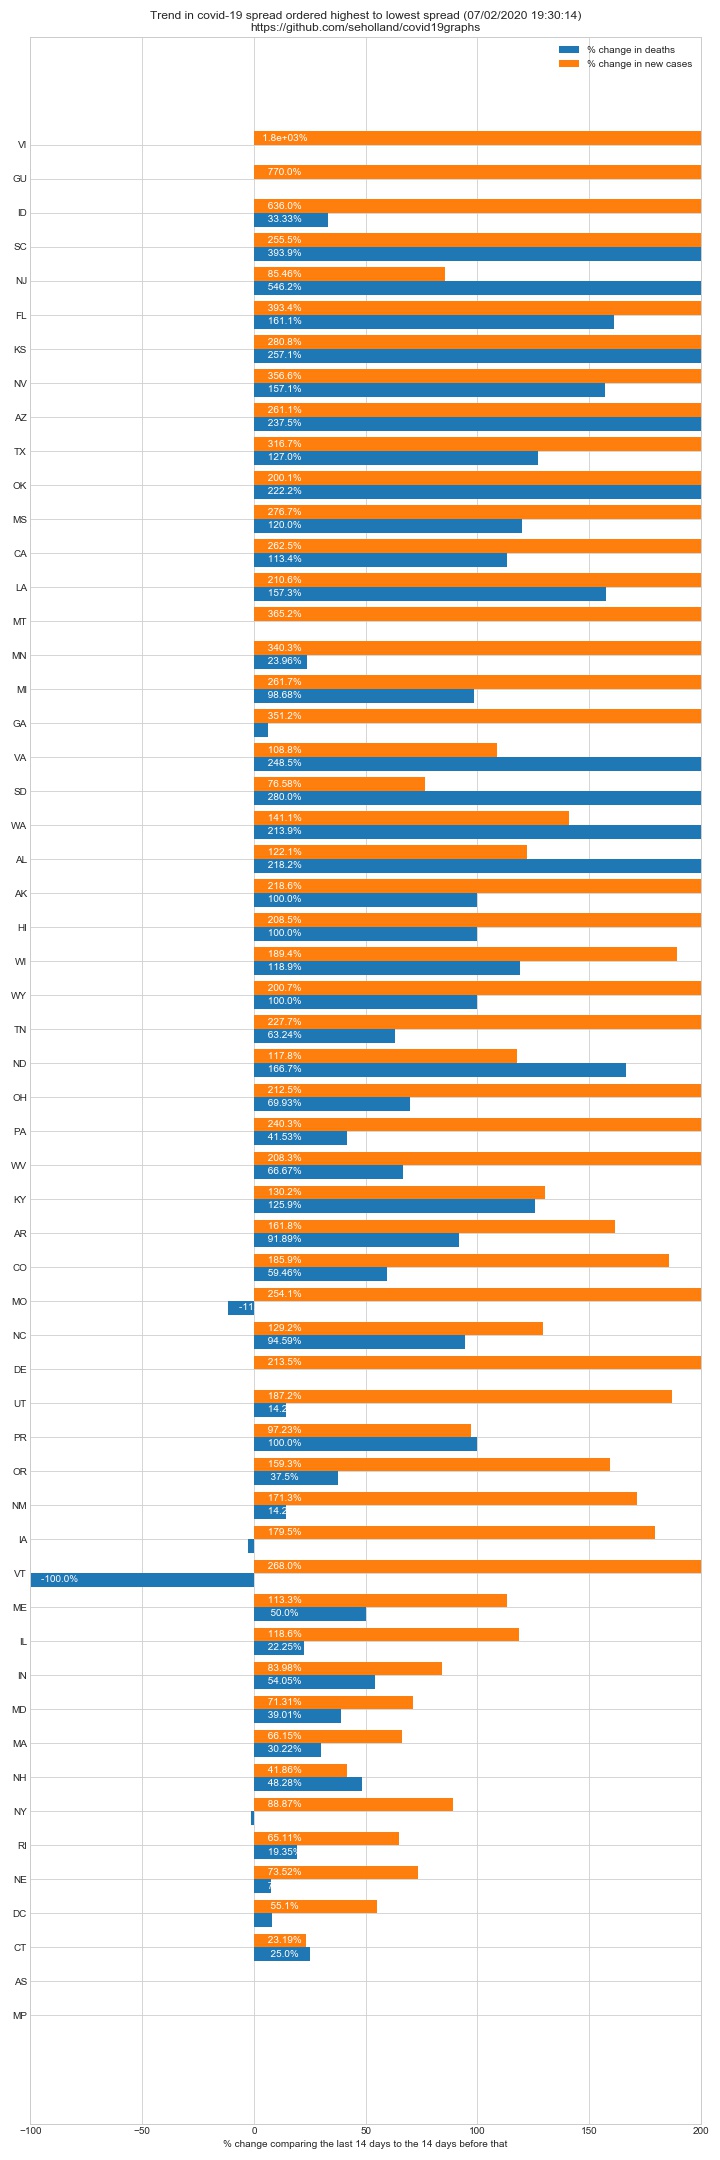 Trend in covid-19 spread ordered highest to lowest spread (07/02/2020 19:30:14)
https://github.com/seholland/covid19graphs
% change in deaths
% change in new cases
VI 1.8e+03%
GU 770.0%
ID 636.0%
33.33%
SC 255.5%
393.9%
NJ 85.46%
546.2%
FL 393.4%
161.1%
KS 280.8%
257.1%
NV 356.6%
157.1%
AZ 261.1%
237.5%
TX 316.7%
127.0%
OK 200.1%
222.2%
MS 276.7%
120.0%
CA 262.5%
113.4%
LA 210.6%
157.3%
MT 365.2%
MN 340.3%
23.96%
MI 261.7%
98.68%
GA 351.2%
VA 108.8%
248.5%
SD 76.58%
280.0%
WA 141.1%
213.9%
AL 122.1%
218.2%
AK 218.6%
100.0%
HI 208.5%
100.0%
WI 189.4%
118.9%
WY 200.7%
100.0%
TN 227.7%
63.24%
ND 117.8%
166.7%
OH 212.5%
69.93%
PA 240.3%
41.53%
WV 208.3%
66.67%
KY 130.2%
125.9%
AR 161.8%
91.89%
CO 185.9%
59.46%
MO 254.1%
-11
NC 129.2%
94.59%
DE 213.5%
UT 187.2%
14.2
PR 97.23%
100.0%
OR 159.3%
37.5%
NM 171.3%
14.2
IA 179.5%
VT 268.0%
-100.0%
ME 113.3%
50.0%
IL 118.6%
22.25%
IN 83.98%
54.05%
MD 71.31%
39.01%
MA 66.15%
30.22%
NH 41.86%
48.28%
NY 88.87%
RI 65.11%
19.35%
NE 73.52%
DC 55.1%
CT 23.19%
25.0%
AS
MP
−100 −50 0 50 100 150 200
% change comparing the last 14 days to the 14 days before that